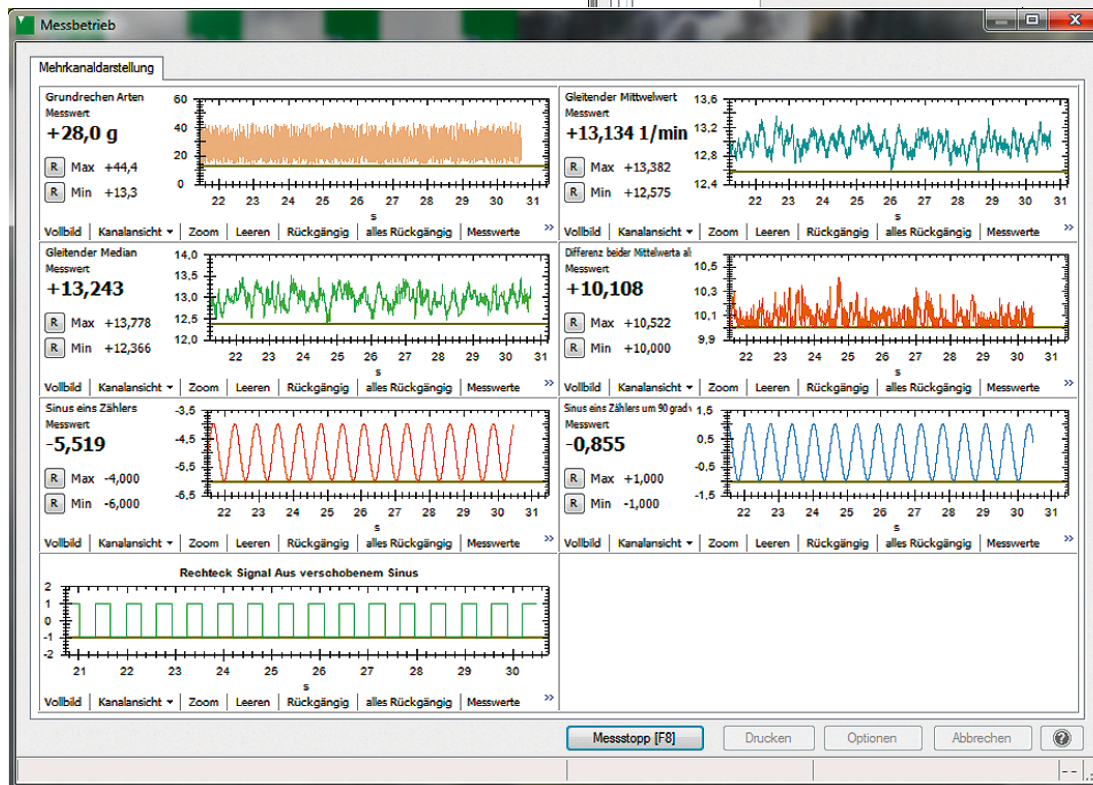 Messbetrieb
Mehrkanaldarstellung
Grundrechen Arten
Messwert
+28,0 g
R Max +44,4
R Min +13,3
60
40
20
0
22 23 24 25 26 27 28 29 30 31
s
Vollbild Kanalansicht Zoom Leeren Rückgängig alles Rückgängig Messwerte »
Gleitender Mittwelwert
Messwert
+13,134 1/min
R Max +13,382
R Min +12,575
13,6
13,2
12,8
12,4
22 23 24 25 26 27 28 29 30 31
s
Vollbild Kanalansicht Zoom Leeren Rückgängig alles Rückgängig Messwerte »
Gleitender Median
Messwert
+13,243
R Max +13,778
R Min +12,366
14,0
13,5
13,0
12,5
12,0
22 23 24 25 26 27 28 29 30 31
s
Vollbild Kanalansicht Zoom Leeren Rückgängig alles Rückgängig Messwerte »
Differenz beider Mittelwerta als
Messwert
+10,108
R Max +10,522
R Min +10,000
10,5
10,3
10,1
9,9
22 23 24 25 26 27 28 29 30 31
s
Vollbild Kanalansicht Zoom Leeren Rückgängig alles Rückgängig Messwerte »
Sinus eins Zählers
Messwert
-5,519
R Max -4,000
R Min -6,000
-3,5
-4,5
-5,5
-6,5
22 23 24 25 26 27 28 29 30 31
s
Vollbild Kanalansicht Zoom Leeren Rückgängig alles Rückgängig Messwerte »
Sinus eins Zählers um 90 grad v
Messwert
-0,855
R Max +1,000
R Min -1,000
1,5
0,5
-0,5
-1,5
22 23 24 25 26 27 28 29 30 31
s
Vollbild Kanalansicht Zoom Leeren Rückgängig alles Rückgängig Messwerte »
Rechteck Signal Aus verschobenem Sinus
2
1
0
-1
-2
21 22 23 24 25 26 27 28 29 30
s
Vollbild Kanalansicht Zoom Leeren Rückgängig alles Rückgängig Messwerte »
Messstopp [F8] Drucken Options Abbrechen ?
--